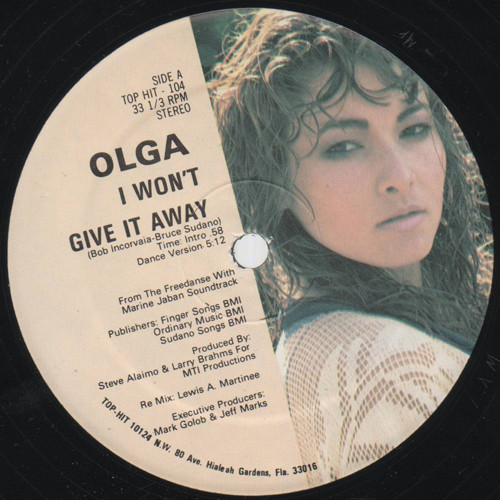 SIDE A
TOP HIT - 104
33 1/3 RPM
STEREO
OLGA
I WON'T
GIVE IT AWAY
(Bob Incorvaia-Bruce Sudano)
Time: Intro .58
Dance Version 5:12
From The Freedanse With
Marine Jaban Soundtrack
Publishers: Finger Songs BMI
Ordinary Music BMI
Sudano Songs BMI
Produced By:
Steve Alaimo & Larry Brahms For
MTI Productions
Re Mix: Lewis A. Martinee
Executive Producers:
Mark Golob & Jeff Marks
TOP-HIT 10124 N.W. 80 Ave. Hialeah Gardens, Fla. 33016